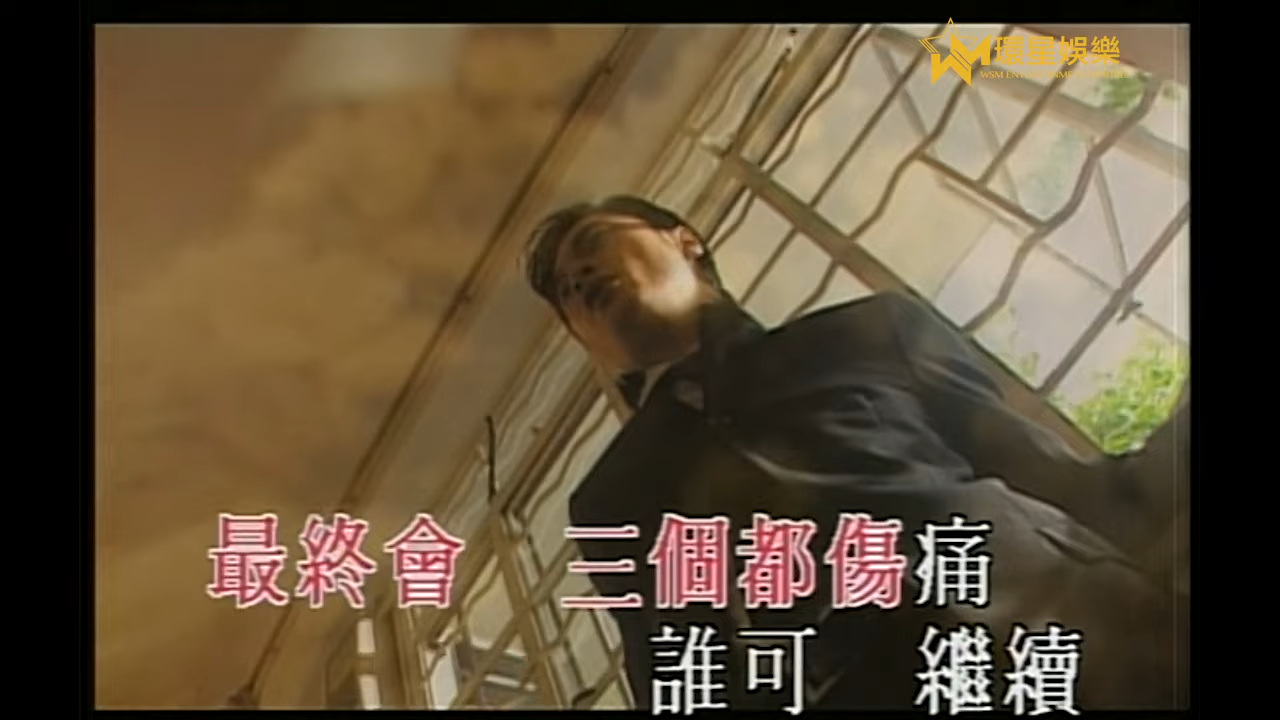 環星娛樂
最終會 三個都傷痛
誰可 繼續